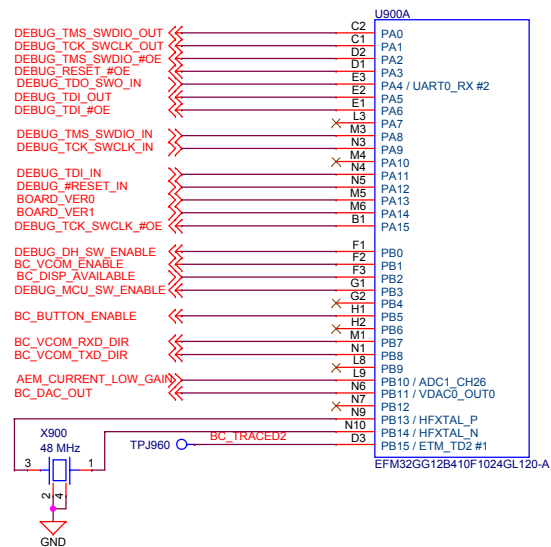 U900A
DEBUG_TMS_SWDIO_OUT C2 PA0
DEBUG_TCK_SWCLK_OUT C1 PA1
DEBUG_TMS_SWDIO_#OE D2 PA2
DEBUG_RESET_#OE D1 PA3
DEBUG_TDO_SWO_IN E3 PA4 / UART0_RX #2
DEBUG_TDI_OUT E2 PA5
DEBUG_TDI_#OE E1 PA6
L3 PA7
DEBUG_TMS_SWDIO_IN M3 PA8
DEBUG_TCK_SWCLK_IN N3 PA9
M4 PA10
DEBUG_TDI_IN N4 PA11
DEBUG_#RESET_IN N5 PA12
BOARD_VER0 M5 PA13
BOARD_VER1 M6 PA14
DEBUG_TCK_SWCLK_#OE B1 PA15
DEBUG_DH_SW_ENABLE F1 PB0
BC_VCOM_ENABLE F2 PB1
BC_DISP_AVAILABLE F3 PB2
DEBUG_MCU_SW_ENABLE G1 PB3
G2 PB4
BC_BUTTON_ENABLE H1 PB5
H2 PB6
BC_VCOM_RXD_DIR M1 PB7
BC_VCOM_TXD_DIR N1 PB8
L8 PB9
AEM_CURRENT_LOW_GAIN L9 PB10 / ADC1_CH26
BC_DAC_OUT N6 PB11 / VDAC0_OUT0
N7 PB12
N9 PB13 / HFXTAL_P
N10 PB14 / HFXTAL_N
TPJ960 BC_TRACED2 D3 PB15 / ETM_TD2 #1
EFM32GG12B410F1024GL120-A
X900
48 MHz
3 1
2 4
GND